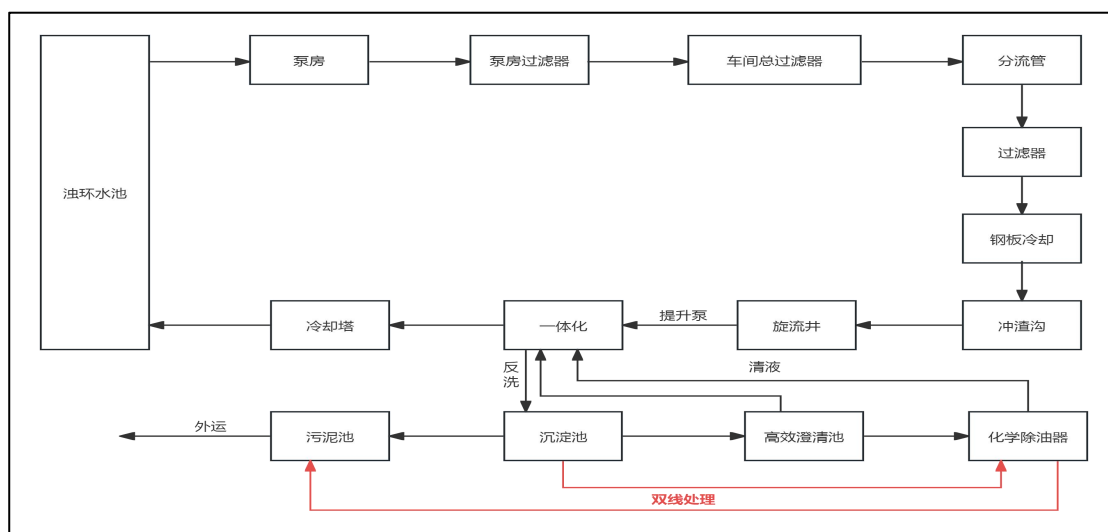 泵房
泵房过滤器
车间总过滤器
分流管
过滤器
浊环水池
钢板冷却
提升泵
冷却塔
一体化
旋流井
冲渣沟
反洗
清液
外运
污泥池
沉淀池
高效澄清池
化学除油器
双线处理